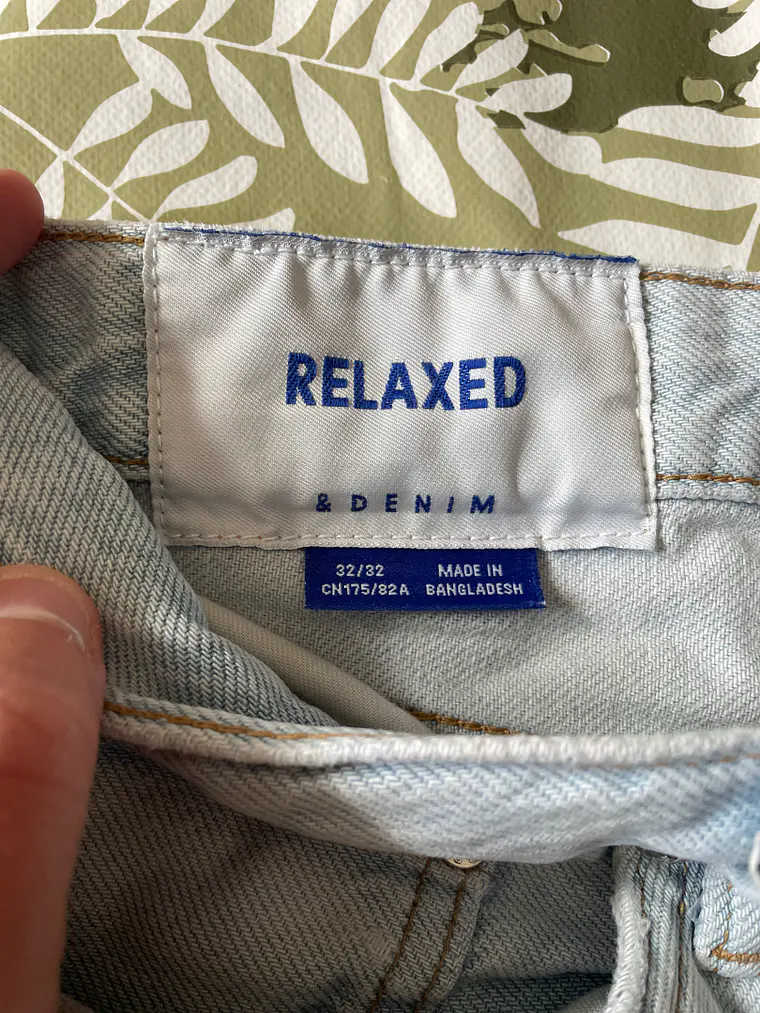 RELAXED
& DENIM
32/32
CN175/82A
MADE IN
BANGLADESH